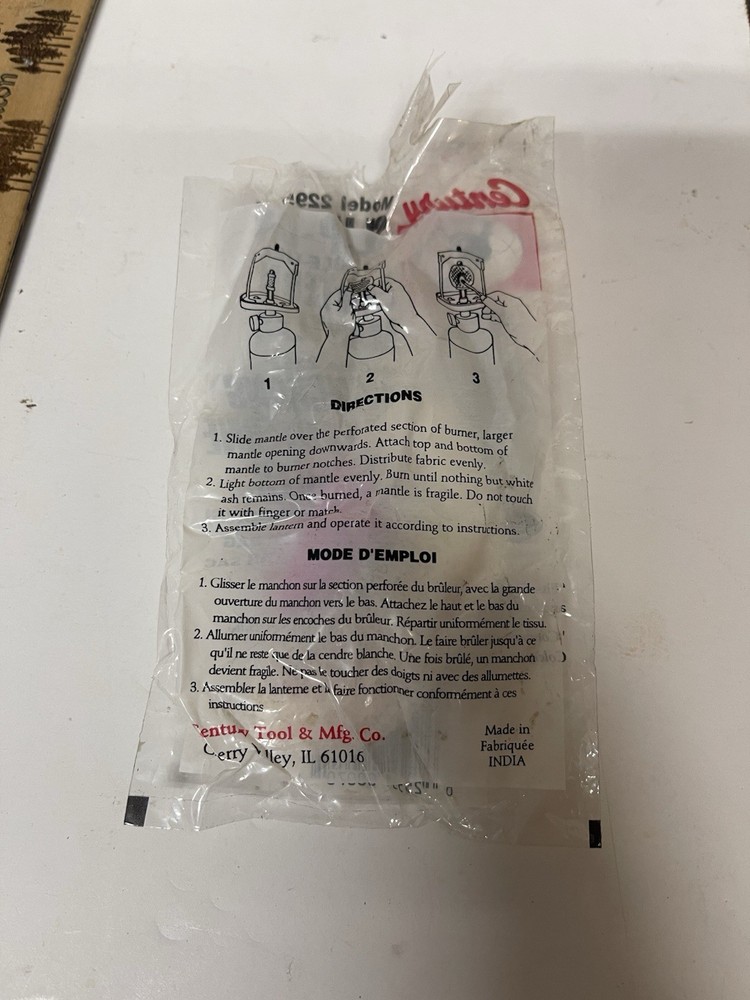 Century
Model 229
1
2
3
DIRECTIONS
1. Slide mantle over the perforated section of burner, larger
mantle opening downwards. Attach top and bottom of
mantle to burner notches. Distribute fabric evenly.
2. Light bottom of mantle evenly. Burn until nothing but white
ash remains. Once burned, a mantle is fragile. Do not touch
it with finger or match.
3. Assemble lantern and operate it according to instructions.
MODE D'EMPLOI
1. Glisser le manchon sur la section perforée du brûleur, avec la grande
ouverture du manchon vers le bas. Attachez le haut et le bas du
manchon sur les encoches du brûleur. Répartir uniformément le tissu.
2. Allumer uniformément le bas du manchon. Le faire brûler jusqu'à ce
qu'il ne reste que de la cendre blanche. Une fois brûlé, un manchon
devient fragile. Ne pas le toucher des doigts ni avec des allumettes.
3. Assembler la lanterne et la faire fonctionner conformément à ces
instructions
Century Tool & Mfg. Co.
Cherry Valley, IL 61016
Made in
Fabriquée
INDIA